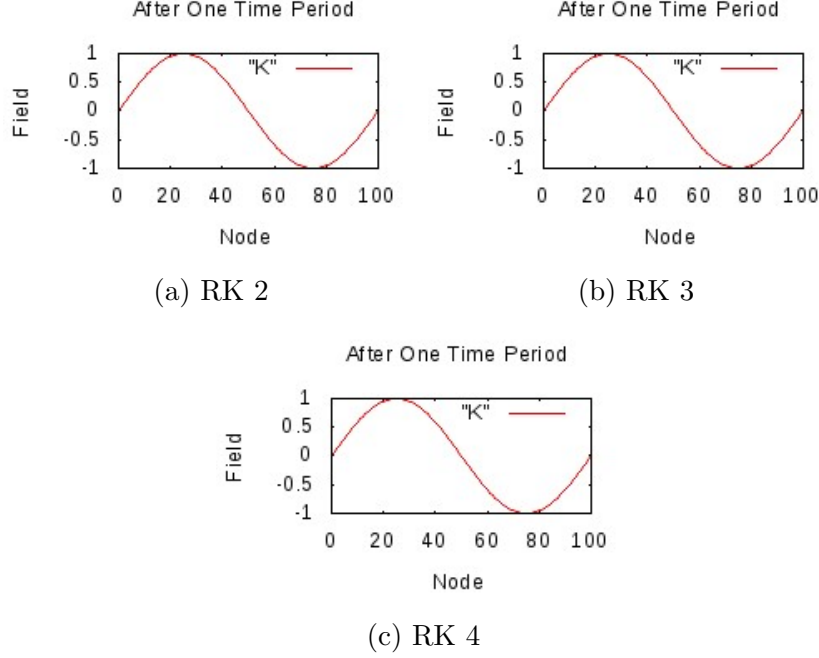 After One Time Period
1
0.5
0
-0.5
-1
Field
"K"
0 20 40 60 80 100
Node
(a) RK 2
After One Time Period
1
0.5
0
-0.5
-1
Field
"K"
0 20 40 60 80 100
Node
(b) RK 3
After One Time Period
1
0.5
0
-0.5
-1
Field
"K"
0 20 40 60 80 100
Node
(c) RK 4